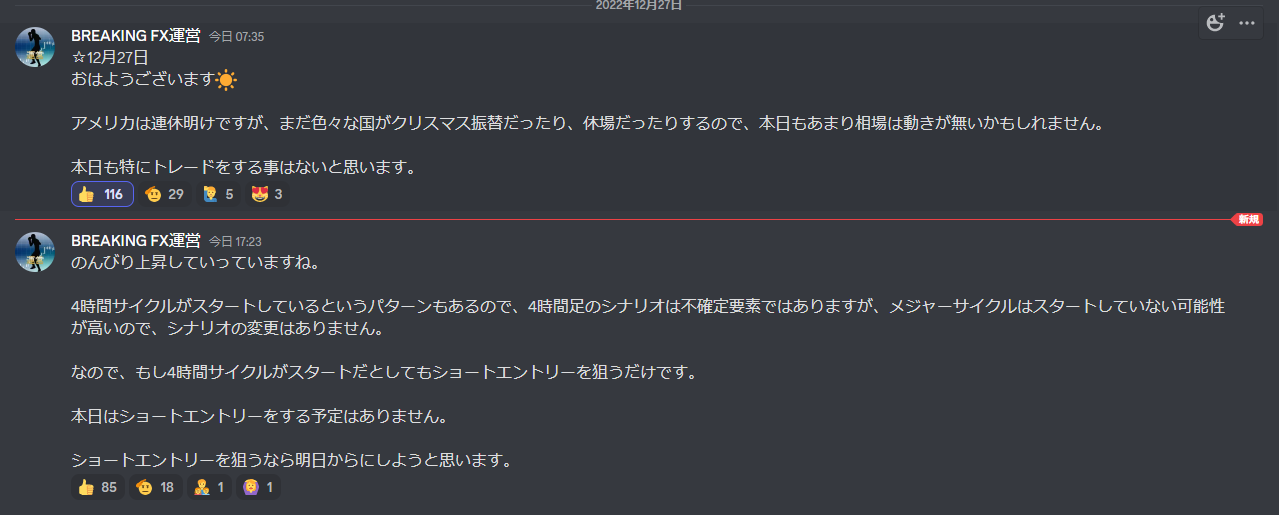 2022年12月27日
BREAKING FX運営 今日 07:35
☆12月27日
おはようございます☀️
アメリカは連休明けですが、まだ色々な国がクリスマス振替だったり、休場だったりするので、本日もあまり相場は動きが無いかもしれません。
本日も特にトレードをする事はないと思います。
116 29 5 3
新規
BREAKING FX運営 今日 17:23
のんびり上昇していっていますね。
4時間サイクルがスタートしているというパターンもあるので、4時間足のシナリオは不確定要素ではありますが、メジャーサイクルはスタートしていない可能性
が高いので、シナリオの変更はありません。
なので、もし4時間サイクルがスタートだとしてもショートエントリーを狙うだけです。
本日はショートエントリーをする予定はありません。
ショートエントリーを狙うなら明日からにしようと思います。
85 18 1 1